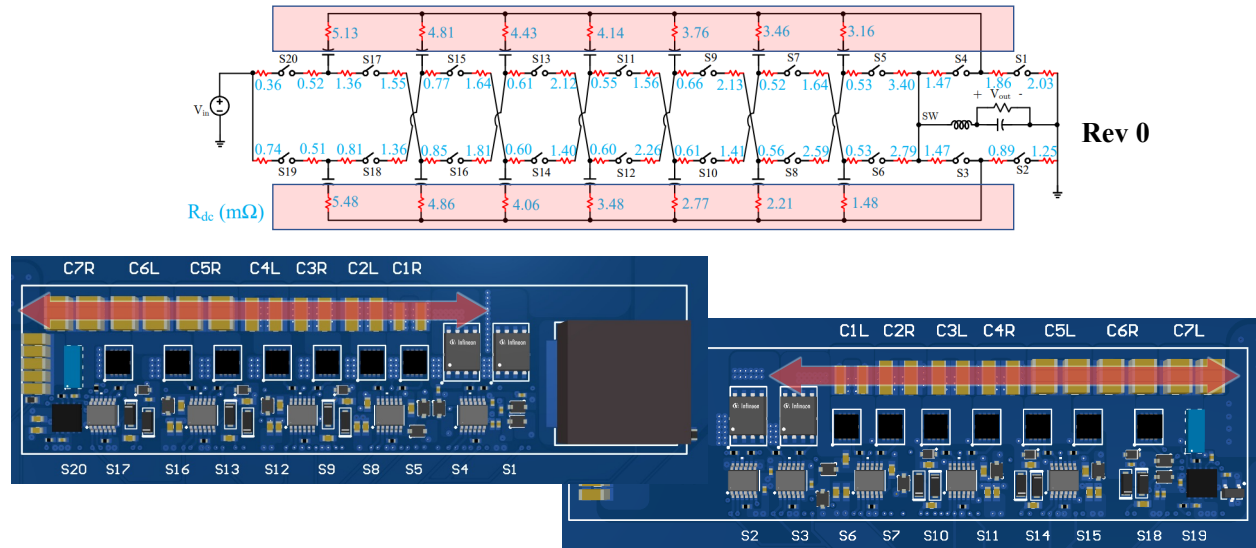 5.13 4.81 4.43 4.14 3.76 3.46 3.16
S20 S17 S15 S13 S11 S9 S7 S5 S4 S1
0.36 0.52 1.36 1.55 0.77 1.64 0.61 2.12 0.55 1.56 0.66 2.13 0.52 1.64 0.53 3.40 1.47 1.86 2.03
Vin
+ Vout -
SW
Rev 0
0.74 0.51 0.81 1.36 0.85 1.81 0.60 1.40 0.60 2.26 0.61 1.41 0.56 2.59 0.53 2.79 1.47 0.89 1.25
S19 S18 S16 S14 S12 S10 S8 S6 S3 S2
Rdc (mΩ)
5.48 4.86 4.06 3.48 2.77 2.21 1.48
C7R C6L C5R C4L C3R C2L C1R
Infineon Infineon
S20 S17 S16 S13 S12 S9 S8 S5 S4 S1
C1L C2R C3L C4R C5L C6R C7L
Infineon Infineon
S2 S3 S6 S7 S10 S11 S14 S15 S18 S19